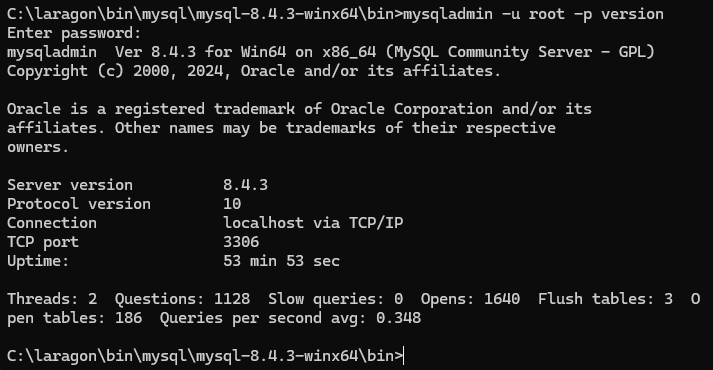 C:\laragon\bin\mysql\mysql-8.4.3-winx64\bin>mysqladmin -u root -p version
Enter password:
mysqladmin  Ver 8.4.3 for Win64 on x86_64 (MySQL Community Server - GPL)
Copyright (c) 2000, 2024, Oracle and/or its affiliates.

Oracle is a registered trademark of Oracle Corporation and/or its
affiliates. Other names may be trademarks of their respective
owners.

Server version          8.4.3
Protocol version        10
Connection              localhost via TCP/IP
TCP port                3306
Uptime:                 53 min 53 sec

Threads: 2  Questions: 1128  Slow queries: 0  Opens: 1640  Flush tables: 3  O
pen tables: 186  Queries per second avg: 0.348

C:\laragon\bin\mysql\mysql-8.4.3-winx64\bin>